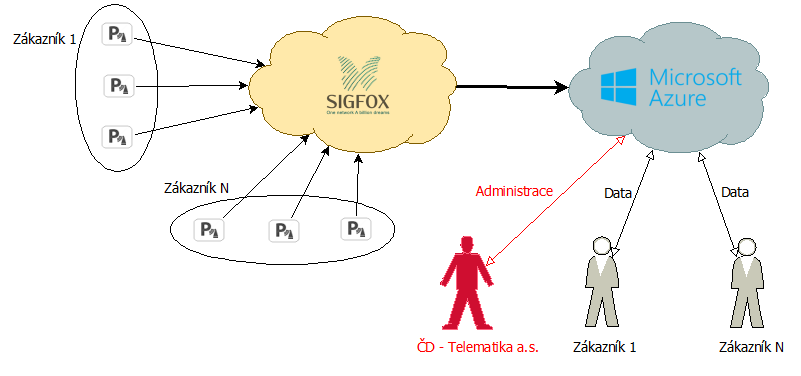 Zákazník 1
P
P
P
SIGFOX
One network A billion dreams
Microsoft
Azure
Zákazník N
P
P
P
Administrace
Data
Data
ČD - Telematika a.s.
Zákazník 1
Zákazník N